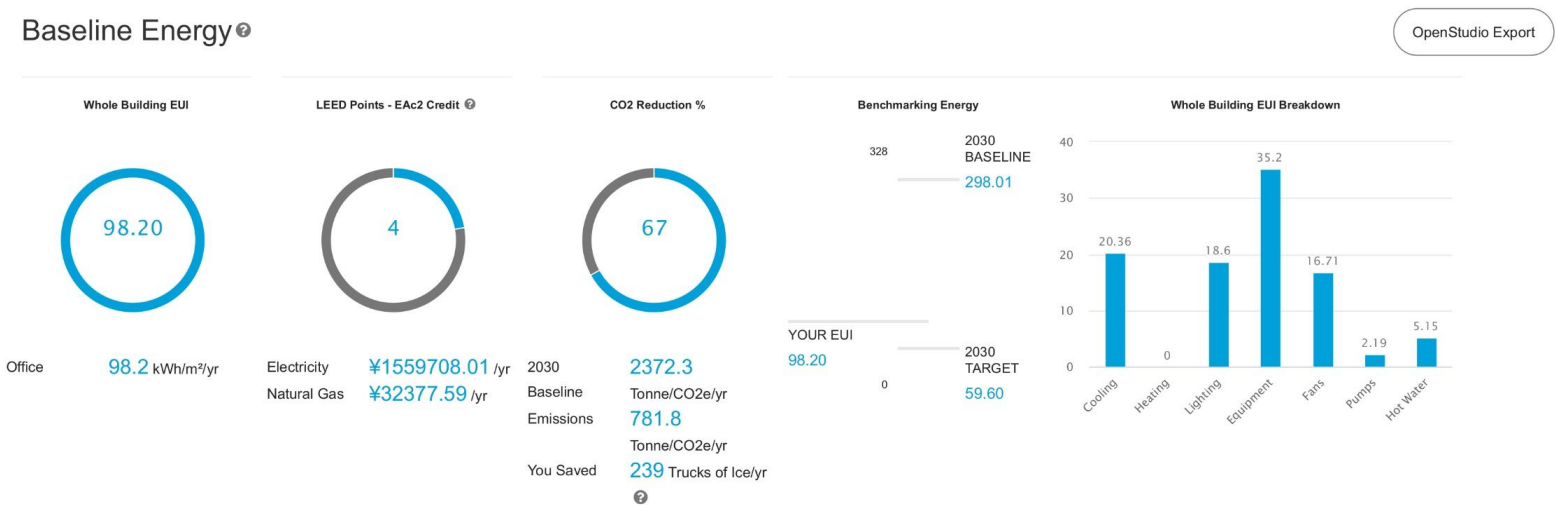 Baseline Energy ?
OpenStudio Export
Whole Building EUI
98.20
Office 98.2 kWh/m²/yr
LEED Points - EAc2 Credit ?
4
Electricity ¥1559708.01 /yr
Natural Gas ¥32377.59 /yr
CO2 Reduction %
67
2030 2372.3
Baseline Tonne/CO2e/yr
Emissions 781.8
Tonne/CO2e/yr
You Saved 239 Trucks of Ice/yr
?
Benchmarking Energy
328
2030
BASELINE
298.01
YOUR EUI
98.20
2030
TARGET
59.60
0
Whole Building EUI Breakdown
40
30
20
10
0
20.36
0
18.6
35.2
16.71
2.19
5.15
Cooling
Heating
Lighting
Equipment
Fans
Pumps
Hot Water